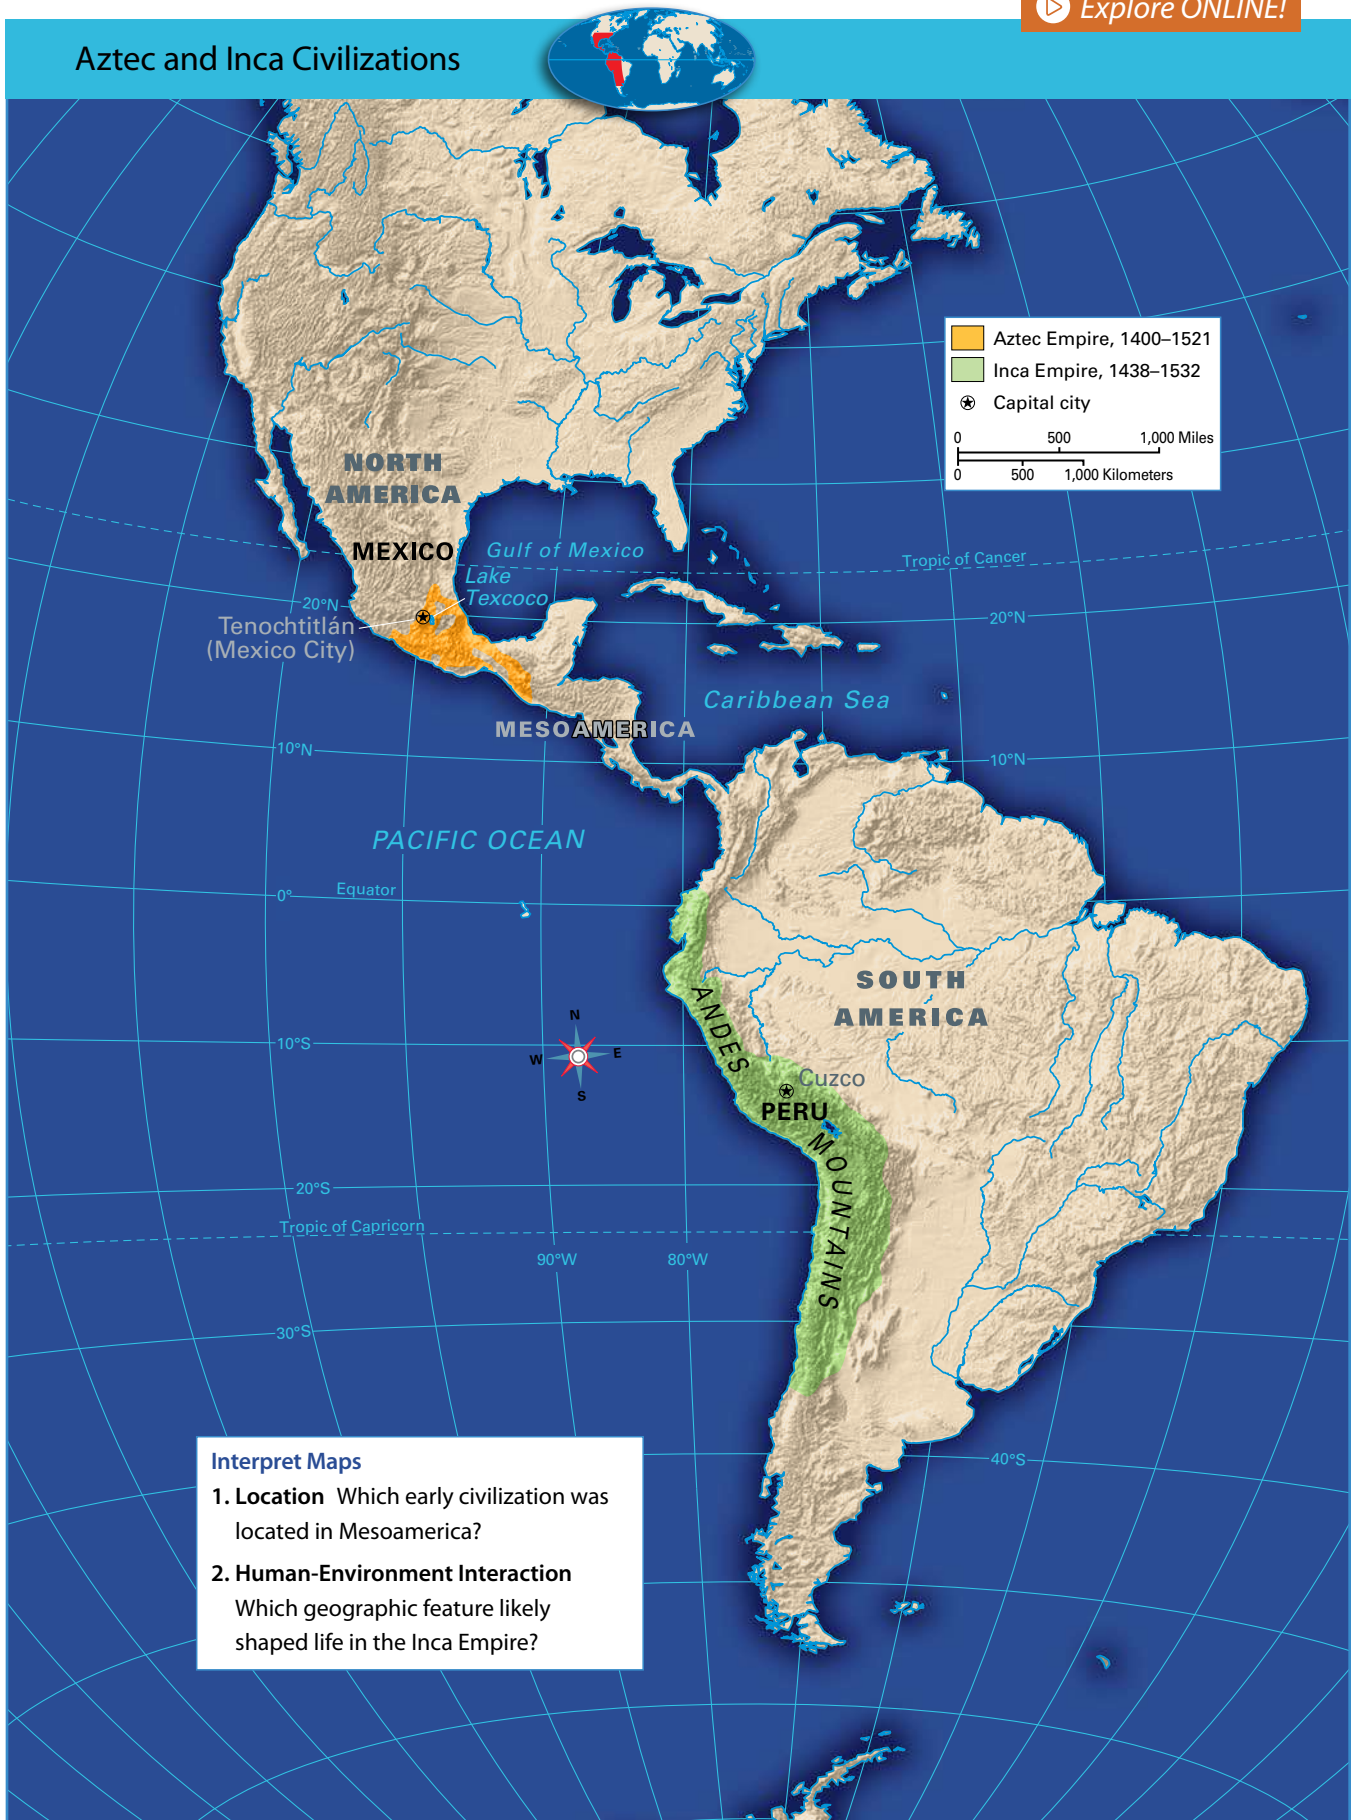 Explore ONLINE!
Aztec and Inca Civilizations
Aztec Empire, 1400–1521
Inca Empire, 1438–1532
Capital city
0 500 1,000 Miles
0 500 1,000 Kilometers
NORTH
AMERICA
MEXICO
Gulf of Mexico
Lake
Texcoco
Tropic of Cancer
20°N
20°N
Tenochtitlán
(Mexico City)
Caribbean Sea
MESOAMERICA
10°N
10°N
PACIFIC OCEAN
0°
Equator
SOUTH
AMERICA
ANDES
MOUNTAINS
N
W
E
S
10°S
Cuzco
PERU
20°S
Tropic of Capricorn
90°W
80°W
30°S
40°S
Interpret Maps
1. Location Which early civilization was
located in Mesoamerica?
2. Human-Environment Interaction
Which geographic feature likely
shaped life in the Inca Empire?